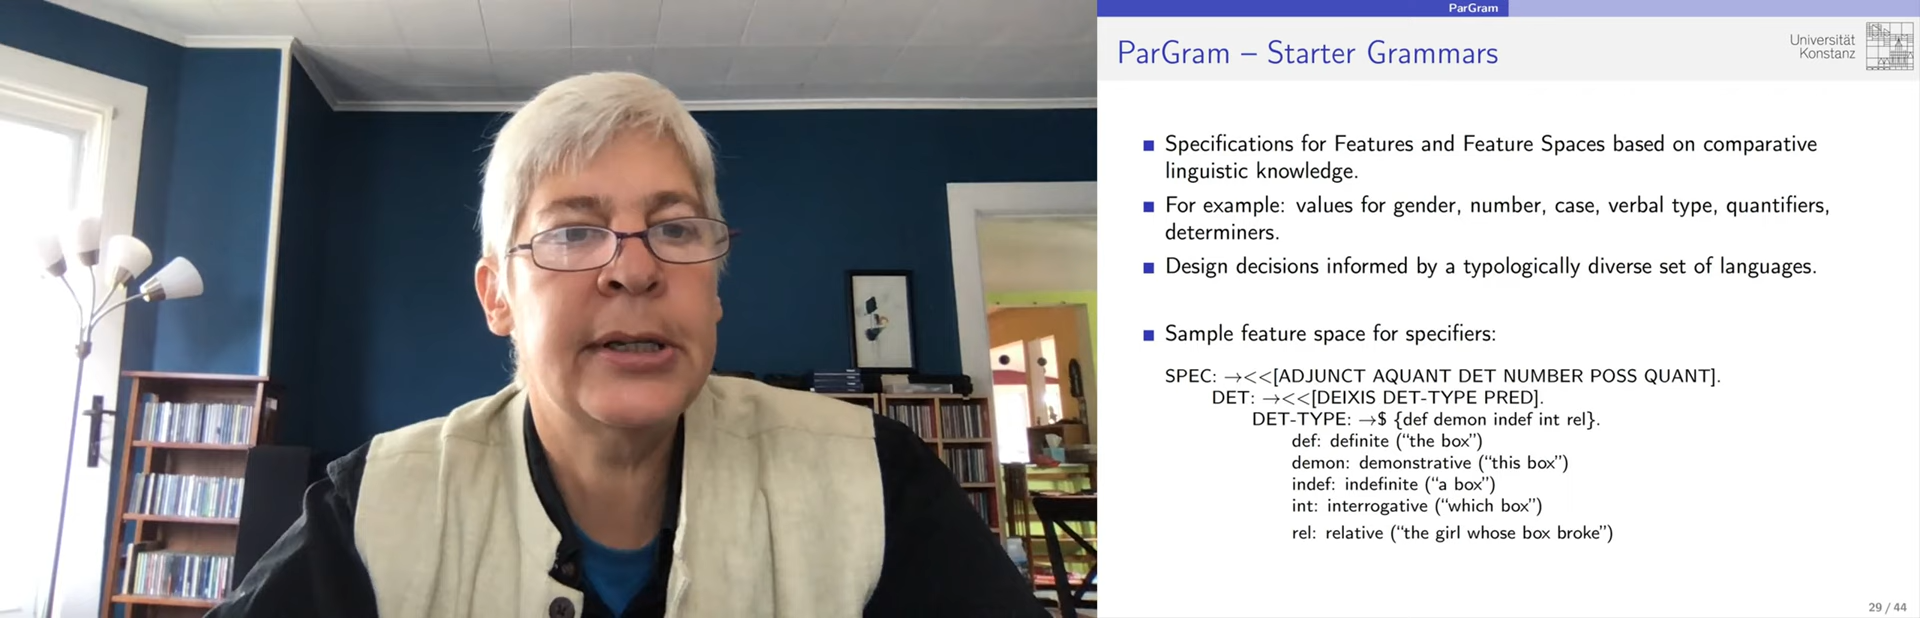 ParGram
ParGram – Starter Grammars
Universität
Konstanz
■ Specifications for Features and Feature Spaces based on comparative
linguistic knowledge.
■ For example: values for gender, number, case, verbal type, quantifiers,
determiners.
■ Design decisions informed by a typologically diverse set of languages.
■ Sample feature space for specifiers:
SPEC: →<<[ADJUNCT AQUANT DET NUMBER POSS QUANT].
DET: →<<[DEIXIS DET-TYPE PRED].
DET-TYPE: →$ {def demon indef int rel}.
def: definite (“the box”)
demon: demonstrative (“this box”)
indef: indefinite (“a box”)
int: interrogative (“which box”)
rel: relative (“the girl whose box broke”)
29 / 44